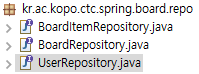 kr.ac.kopo.ctc.spring.board.repo
BoardItemRepository.java
BoardRepository.java
UserRepository.java